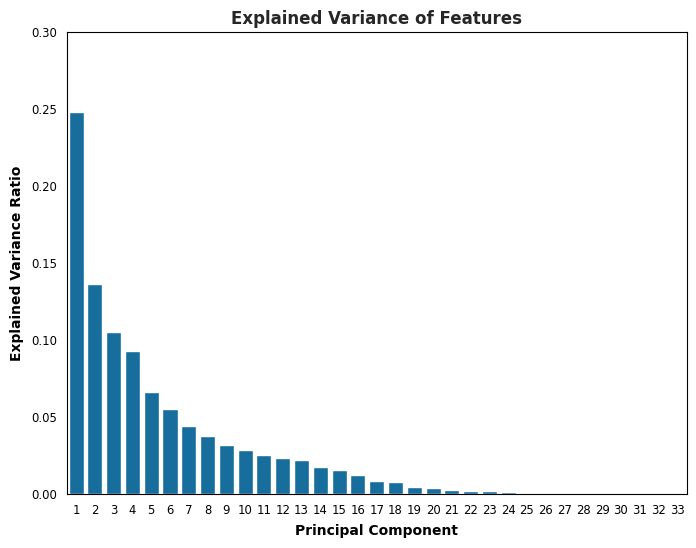 Explained Variance of Features
0.30
0.25
0.20
0.15
0.10
0.05
0.00
Explained Variance Ratio
1 2 3 4 5 6 7 8 9 10 11 12 13 14 15 16 17 18 19 20 21 22 23 24 25 26 27 28 29 30 31 32 33
Principal Component